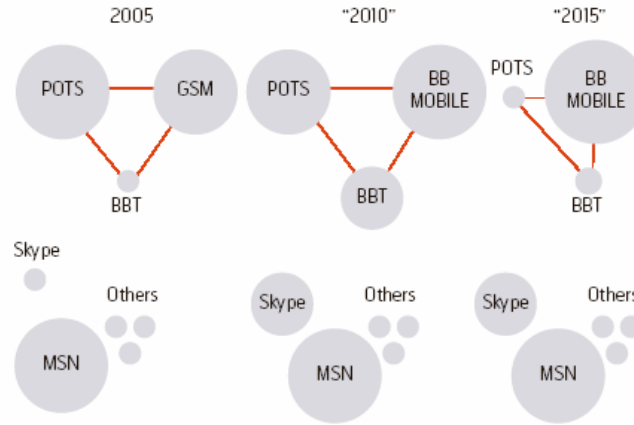 2005
"2010"
"2015"
POTS
GSM
BBT
POTS
BB
MOBILE
BBT
POTS
BB
MOBILE
BBT
Skype
Others
MSN
Skype
Others
MSN
Skype
Others
MSN